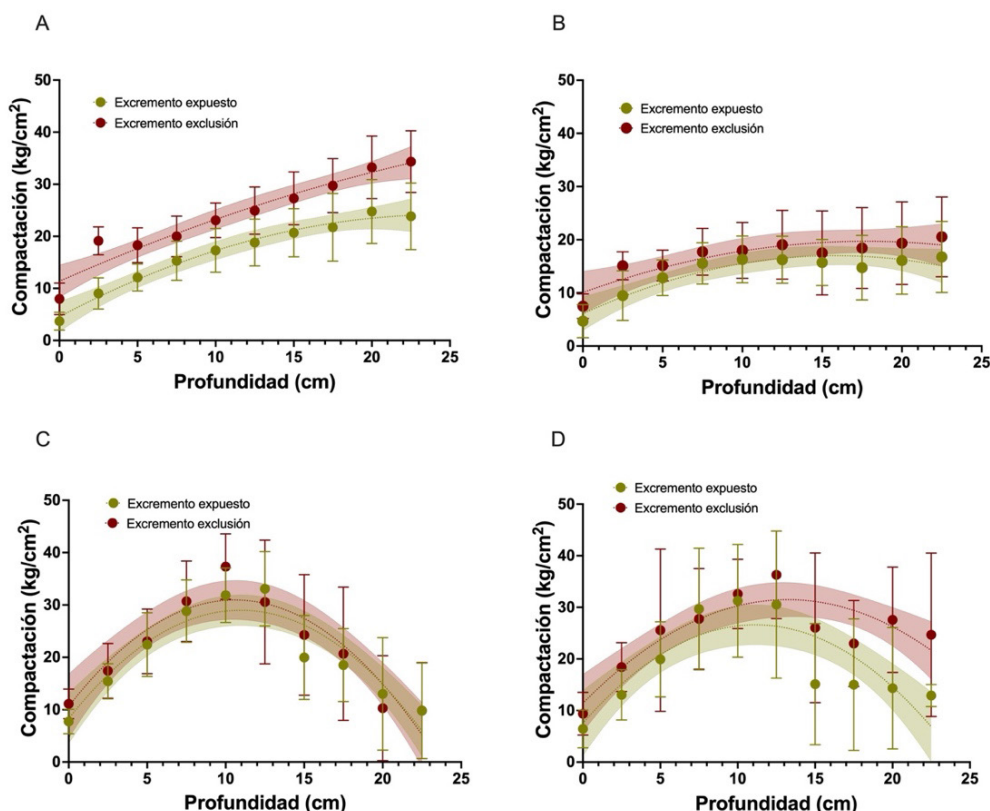 A
Compactación (kg/cm²)
50
40
30
20
10
0
Excremento expuesto
Excremento exclusión
0 5 10 15 20 25
Profundidad (cm)
B
Compactación (kg/cm²)
50
40
30
20
10
0
Excremento expuesto
Excremento exclusión
0 5 10 15 20 25
Profundidad (cm)
C
Compactación (kg/cm²)
50
40
30
20
10
0
Excremento expuesto
Excremento exclusión
0 5 10 15 20 25
Profundidad (cm)
D
Compactación (kg/cm²)
50
40
30
20
10
0
Excremento expuesto
Excremento exclusión
0 5 10 15 20 25
Profundidad (cm)